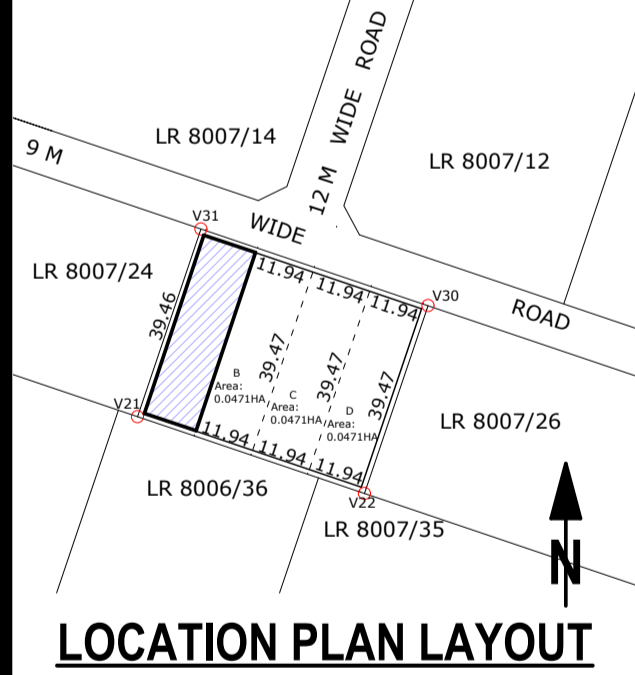 12 M WIDE ROAD
LR 8007/14
9 M WIDE ROAD
LR 8007/12
V31
LR 8007/24
11.94
11.94
11.94
V30
39.46
39.47
39.47
39.47
B
Area:
0.0471HA
C
Area:
0.0471HA
D
Area:
0.0471HA
LR 8007/26
V21
11.94
11.94
11.94
LR 8006/36
V22
LR 8007/35
N
LOCATION PLAN LAYOUT